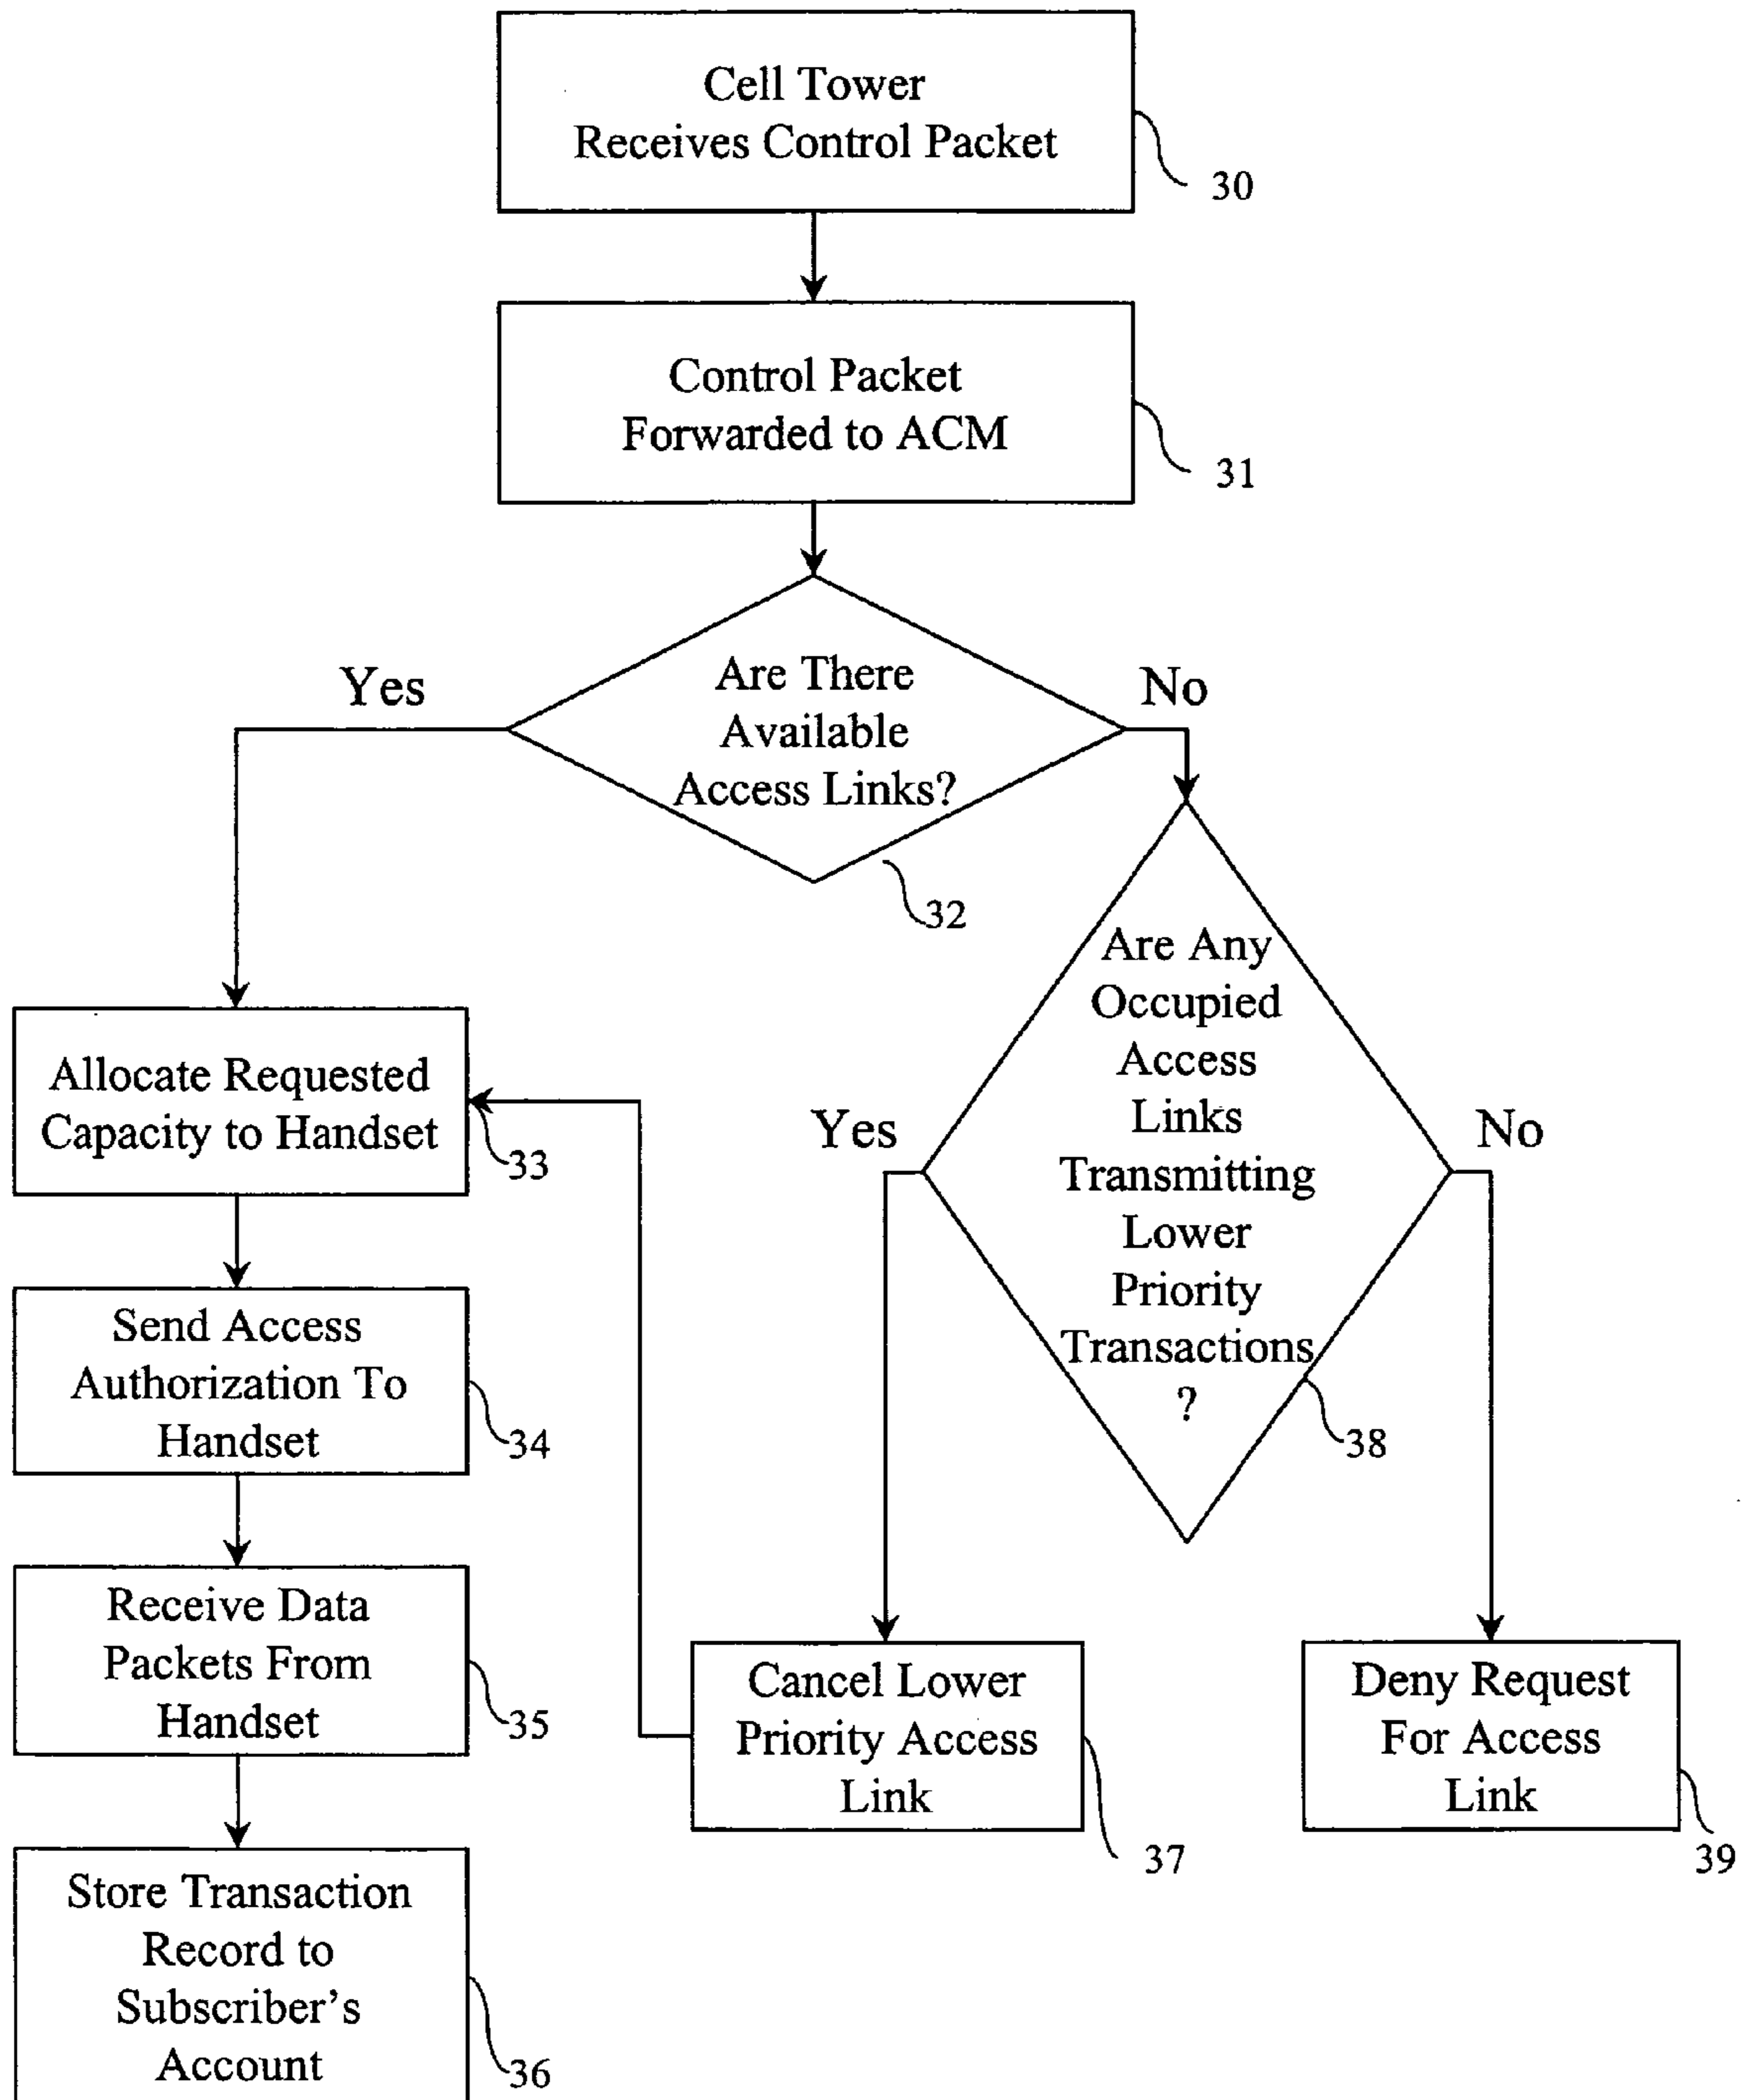 Cell Tower
Receives Control Packet
30
Control Packet
Forwarded to ACM
31
Are There
Available
Access Links?
Yes
No
32
Are Any
Occupied
Access
Links
Transmitting
Lower
Priority
Transactions
?
Yes
No
38
Allocate Requested
Capacity to Handset
33
Send Access
Authorization To
Handset
34
Receive Data
Packets From
Handset
35
Store Transaction
Record to
Subscriber's
Account
36
Cancel Lower
Priority Access
Link
37
Deny Request
For Access
Link
39